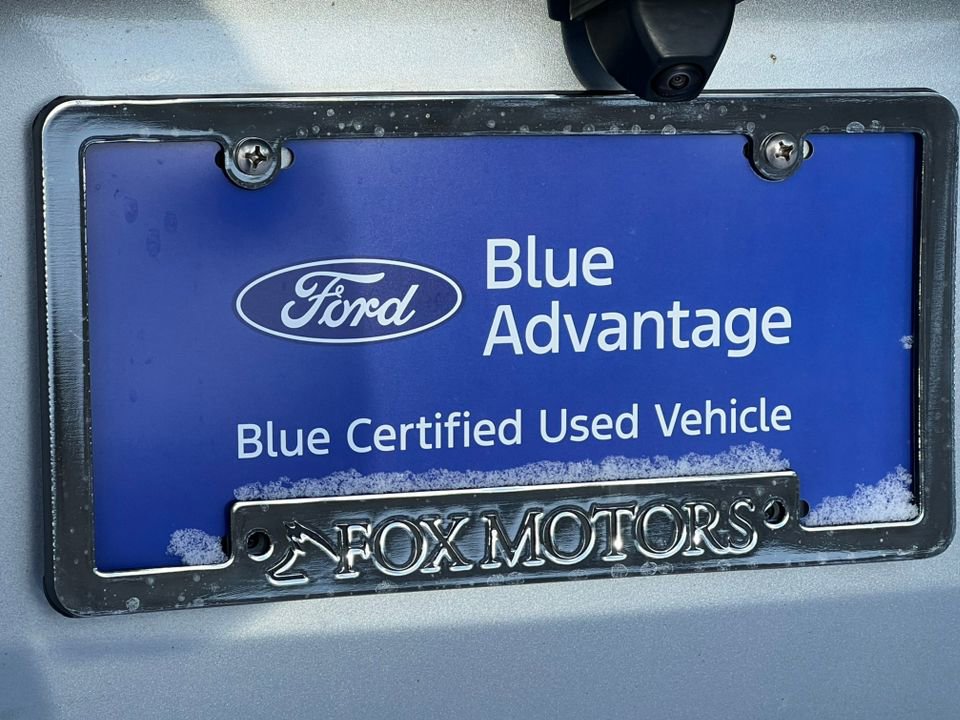 Ford
Blue
Advantage
Blue Certified Used Vehicle
FOX MOTORS